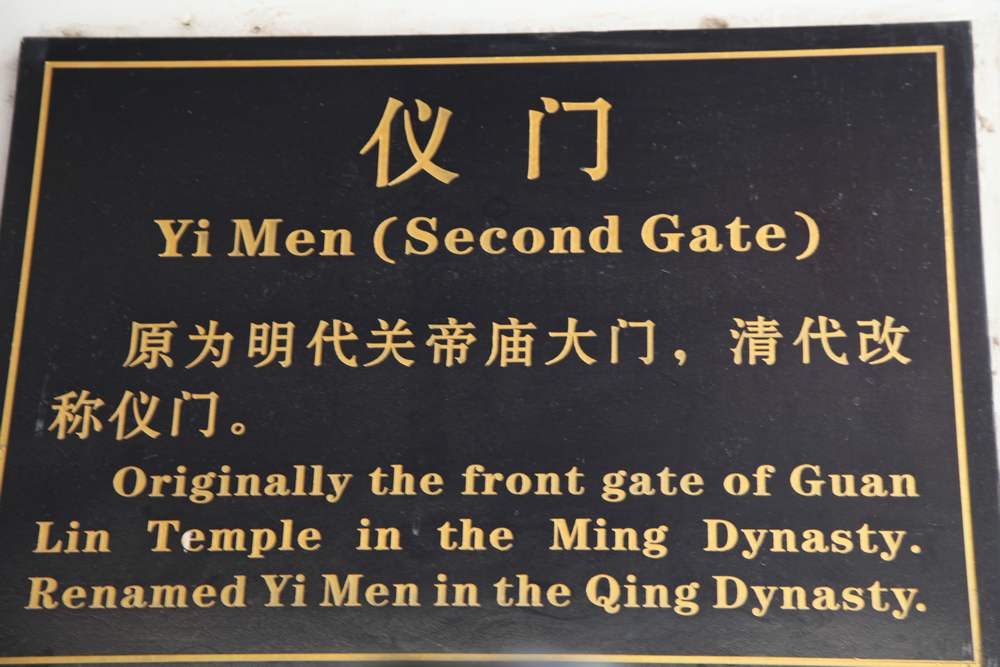 仪门
Yi Men (Second Gate)
原为明代关帝庙大门，清代改
称仪门。
Originally the front gate of Guan
Lin Temple in the Ming Dynasty.
Renamed Yi Men in the Qing Dynasty.